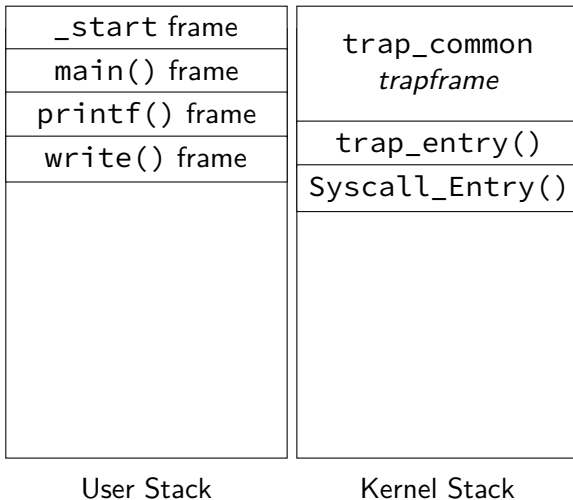 _start frame
main() frame
printf() frame
write() frame
User Stack
trap_common
trapframe
trap_entry()
Syscall_Entry()
Kernel Stack